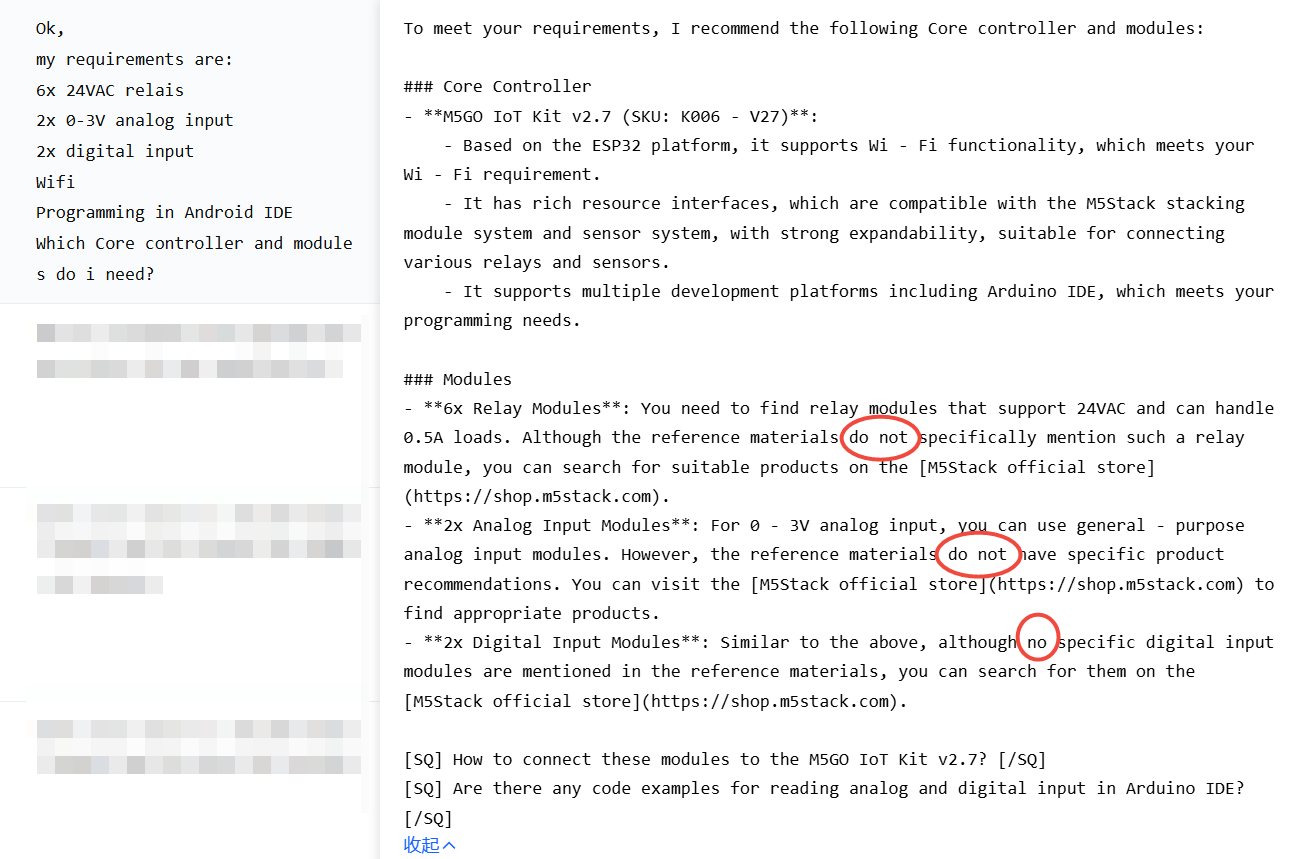 Ok,
my requirements are:
6x 24VAC relais
2x 0-3V analog input
2x digital input
Wifi
Programming in Android IDE
Which Core controller and module
s do i need?
To meet your requirements, I recommend the following Core controller and modules:
### Core Controller
- **M5GO IoT Kit v2.7 (SKU: K006 - V27)**:
- Based on the ESP32 platform, it supports Wi - Fi functionality, which meets your
Wi - Fi requirement.
- It has rich resource interfaces, which are compatible with the M5Stack stacking
module system and sensor system, with strong expandability, suitable for connecting
various relays and sensors.
- It supports multiple development platforms including Arduino IDE, which meets your
programming needs.
### Modules
- **6x Relay Modules**: You need to find relay modules that support 24VAC and can handle
0.5A loads. Although the reference materials do not specifically mention such a relay
module, you can search for suitable products on the [M5Stack official store]
(https://shop.m5stack.com).
- **2x Analog Input Modules**: For 0 - 3V analog input, you can use general - purpose
analog input modules. However, the reference materials do not have specific product
recommendations. You can visit the [M5Stack official store](https://shop.m5stack.com) to
find appropriate products.
- **2x Digital Input Modules**: Similar to the above, although no specific digital input
modules are mentioned in the reference materials, you can search for them on the
[M5Stack official store](https://shop.m5stack.com).
[SQ] How to connect these modules to the M5GO IoT Kit v2.7? [/SQ]
[SQ] Are there any code examples for reading analog and digital input in Arduino IDE?
[/SQ]
收起